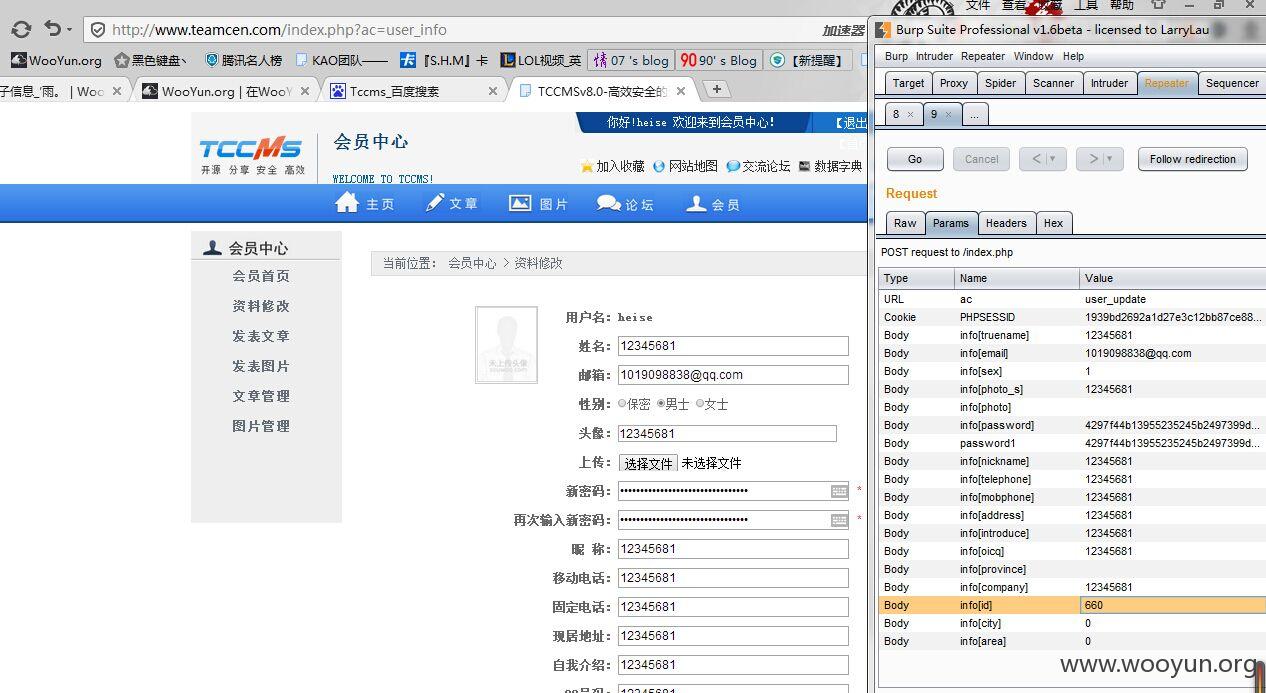 文件 查看 收藏 工具 帮助
http://www.teamcen.com/index.php?ac=user_info
加速器
Burp Suite Professional v1.6beta - licensed to LarryLau
WooYun.org 黑色键盘丶 腾讯名人榜 KAO团队—— 『S.H.M』卡 LOL视频_英 情 07 's blog 90 90' s Blog 【新提醒】
Burp Intruder Repeater Window Help
Target Proxy Spider Scanner Intruder Repeater Sequencer
子信息_'雨。 | Woo
WooYun.org | 在WooY
Tccms_百度搜索
TCCMSv8.0-高效安全的
8 9 ...
你好!heise 欢迎来到会员中心! 【退出
TCCMS
开源 分享 安全 高效
会员中心
WELCOME TO TCCMS!
加入收藏 网站地图 交流论坛 数据字典
Go Cancel < > Follow redirection
主页 文章 图片 论坛 会员
Request
Raw Params Headers Hex
会员中心
会员首页
资料修改
发表文章
发表图片
文章管理
图片管理
当前位置： 会员中心 > 资料修改
未上传头像
用户名： heise
姓名： 12345681
邮箱： 1019098838@qq.com
性别： 保密 男士 女士
头像： 12345681
上传： 选择文件 未选择文件
新密码： *
再次输入新密码： *
昵 称： 12345681
移动电话： 12345681
固定电话： 12345681
现居地址： 12345681
自我介绍： 12345681
POST request to /index.php
Type Name Value
URL ac user_update
Cookie PHPSESSID 1939bd2692a1d27e3c12bb87ce88...
Body info[truename] 12345681
Body info[email] 1019098838@qq.com
Body info[sex] 1
Body info[photo_s] 12345681
Body info[photo]
Body info[password] 4297f44b13955235245b2497399d...
Body password1 4297f44b13955235245b2497399d...
Body info[nickname] 12345681
Body info[telephone] 12345681
Body info[mobphone] 12345681
Body info[address] 12345681
Body info[introduce] 12345681
Body info[oicq] 12345681
Body info[province]
Body info[company] 12345681
Body info[id] 660
Body info[city] 0
Body info[area] 0
www.wooyun.org